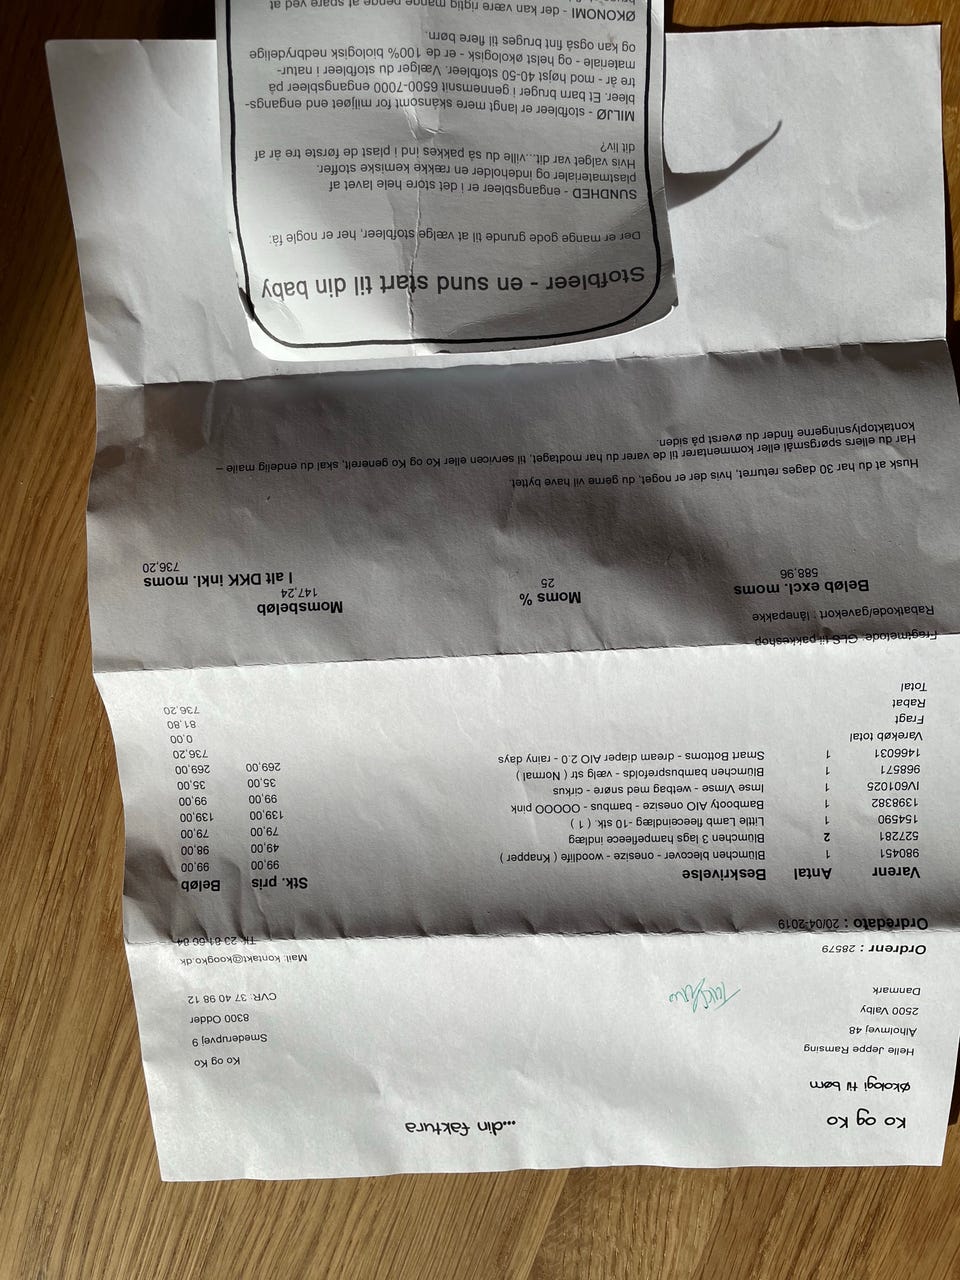 Ko og Ko
...din faktura
Økologi til børn
Helle Jeppe Ramsing
Alholmvej 48
2500 Valby
Danmark
Ko og Ko
Smederupvej 9
8300 Odder
CVR: 37 40 98 12
Mail: kontakt@koogko.dk
Tlf: 23 81 66 84
Ordrenr : 28579
Ordredato : 20/04-2019
Varenr Antal Beskrivelse Stk. pris Beløb
980451 1 Blümchen blecover - onesize - woodlife ( Knapper ) 99,00 99,00
527281 2 Blümchen 3 lags hampefleece indlæg 49,00 98,00
154590 1 Little Lamb fleeceindlæg -10 stk. ( 1 ) 79,00 79,00
1398382 1 Bambooty AIO onesize - bambus - OOOOO pink 139,00 139,00
IV601025 1 Imse Vimse - wetbag med snøre - cirkus 99,00 99,00
968571 1 Blümchen bambusprefolds - vælg str ( Normal ) 35,00 35,00
1466031 1 Smart Bottoms - dream diaper AIO 2.0 - rainy days 269,00 269,00
Varekøb total 736,20
Fragt 0,00
Rabat 81,80
Total 736,20
Fragtmetode: GLS til pakkeshop
Rabatkode/gavekort : lånepakke
Beløb excl. moms Moms % Momsbeløb I alt DKK inkl. moms
588,96 25 147,24 736,20
Husk at du har 30 dages returret, hvis der er noget, du gerne vil have byttet.
Har du ellers spørgsmål eller kommentarer til de varer du har modtaget, til servicen eller Ko og Ko generelt, skal du endelig maile –
kontaktoplysningerne finder du øverst på siden.
Stofbleer - en sund start til din baby
Der er mange gode grunde til at vælge stofbleer, her er nogle få:
SUNDHED - engangsbleer er i det store hele lavet af
plastmaterialer og indeholder en række kemiske stoffer.
Hvis valget var dit...ville du så pakkes ind i plast de første tre år af
dit liv?
MILJØ - stofbleer er langt mere skånsomt for miljøet end engangs-
bleer. Et barn bruger i gennemsnit 6500-7000 engangsbleer på
tre år - mod højst 40-50 stofbleer. Vælger du stofbleer i natur-
materiale - og helst økologisk - er de 100% biologisk nedbrydelige
og kan også fint bruges til flere børn.
ØKONOMI - der kan være rigtig mange penge at spare ved at